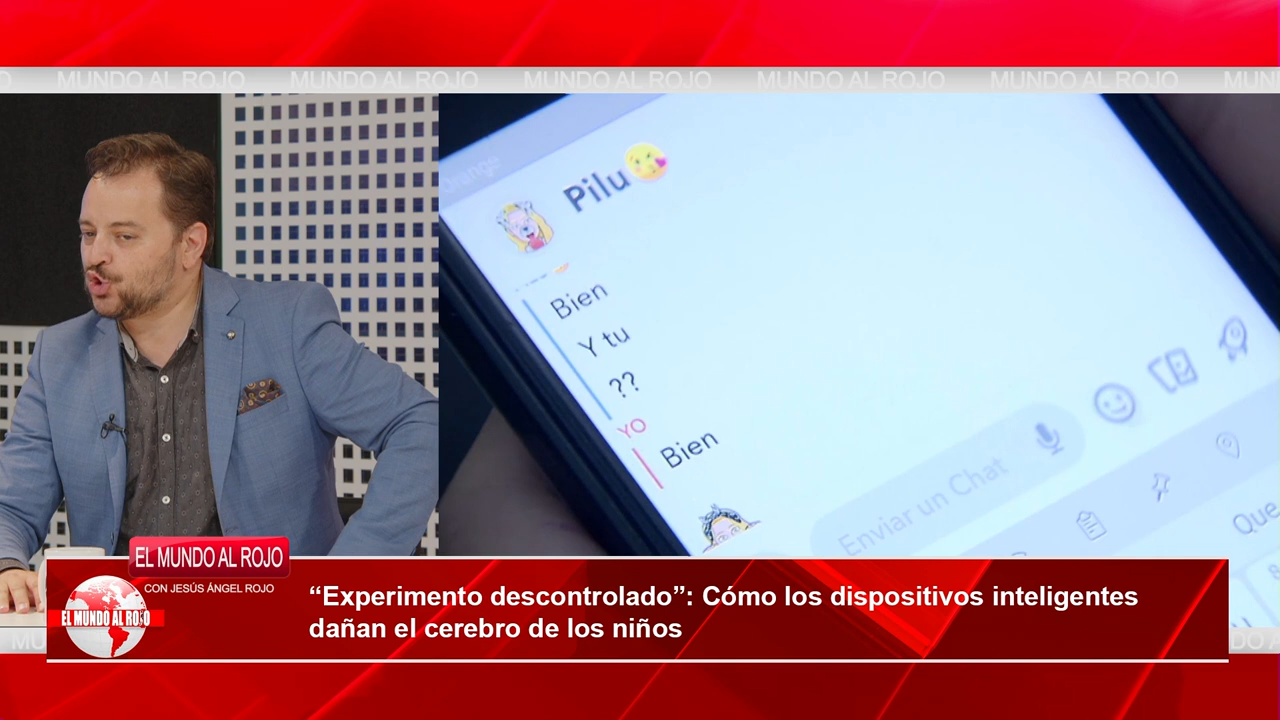 MUNDO AL ROJO MUNDO AL ROJO MUNDO AL ROJO MUNDO AL ROJO MUNDO AL ROJO
Orange
Pilu
Bien
Y tu
??
YO
Bien
Enviar un Chat
Que
EL MUNDO AL ROJO
CON JESÚS ÁNGEL ROJO
EL MUNDO AL ROJO
“Experimento descontrolado”: Cómo los dispositivos inteligentes
dañan el cerebro de los niños